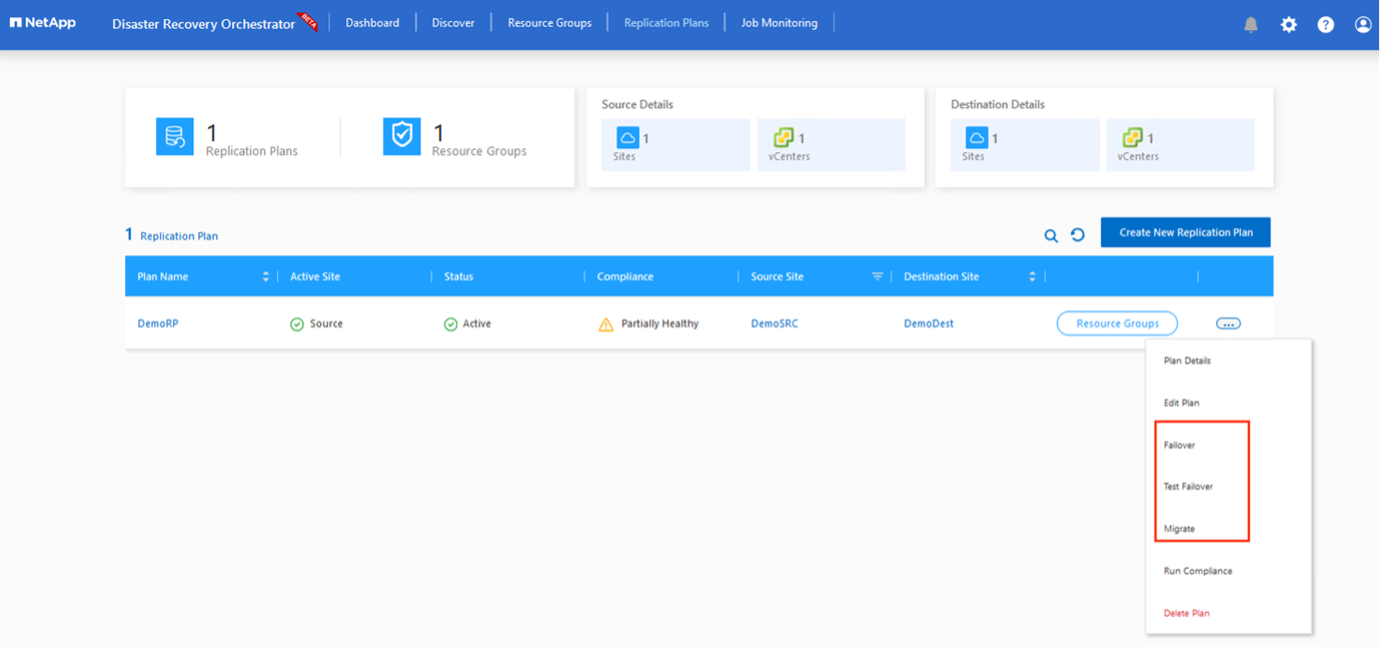 NetApp Disaster Recovery Orchestrator BETA Dashboard Discover Resource Groups Replication Plans Job Monitoring ?
Source Details Destination Details
1 Replication Plans 1 Resource Groups 1 Sites 1 vCenters 1 Sites 1 vCenters
1 Replication Plan Create New Replication Plan
Plan Name Active Site Status Compliance Source Site Destination Site
DemoRP Source Active Partially Healthy DemoSRC DemoDest Resource Groups ...
Plan Details
Edit Plan
Failover
Test Failover
Migrate
Run Compliance
Delete Plan